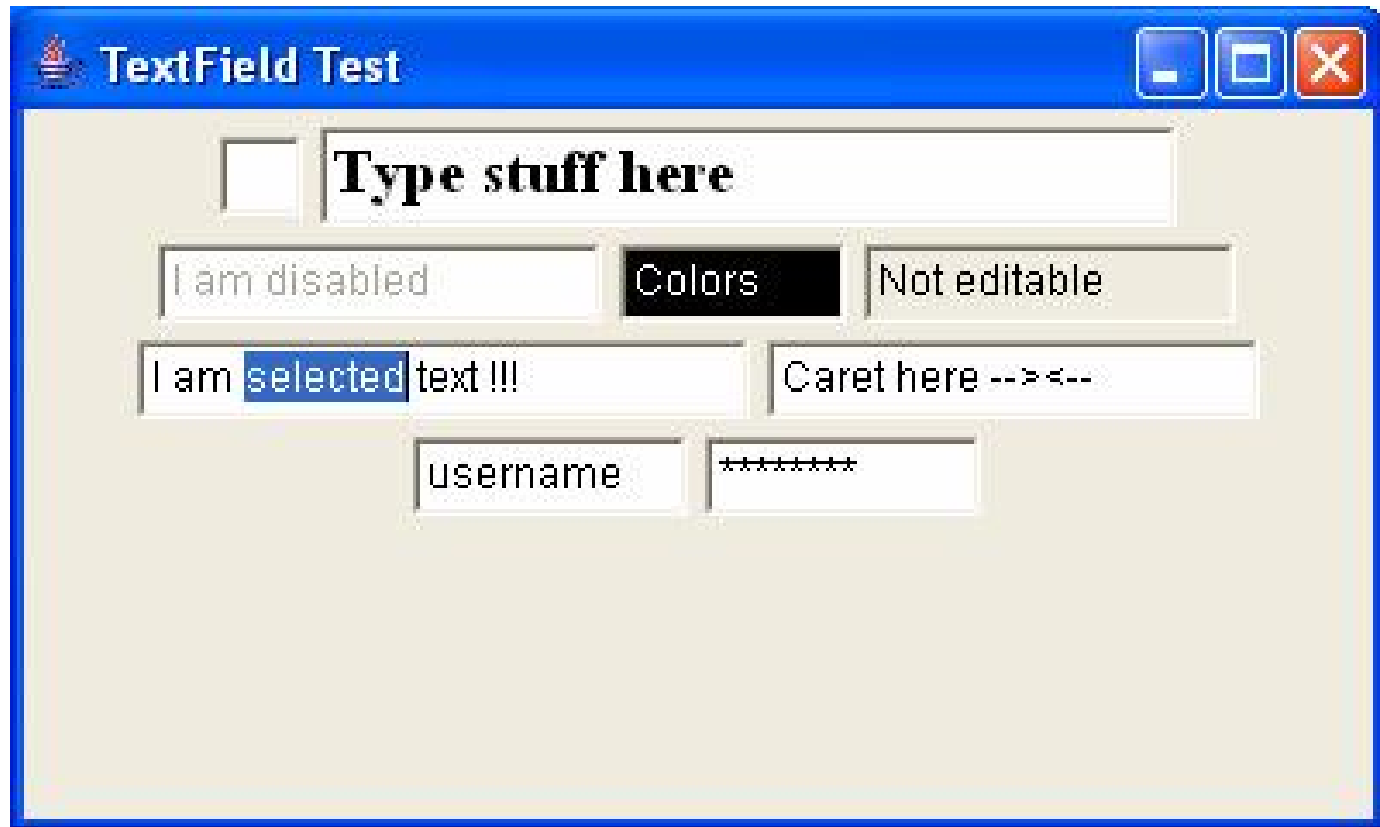 TextField Test
Type stuff here
I am disabled Colors Not editable
I am selected text !!! Caret here --><--
username ********